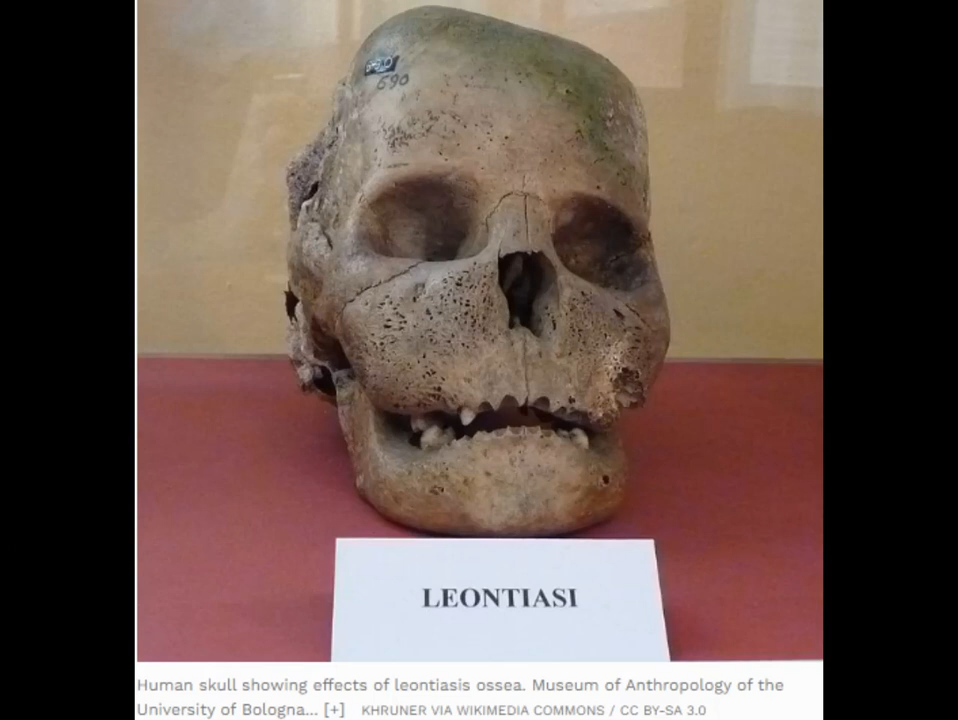 690
LEONTIASI
Human skull showing effects of leontiasis ossea. Museum of Anthropology of the
University of Bologna... [+] KHRUNER VIA WIKIMEDIA COMMONS / CC BY-SA 3.0